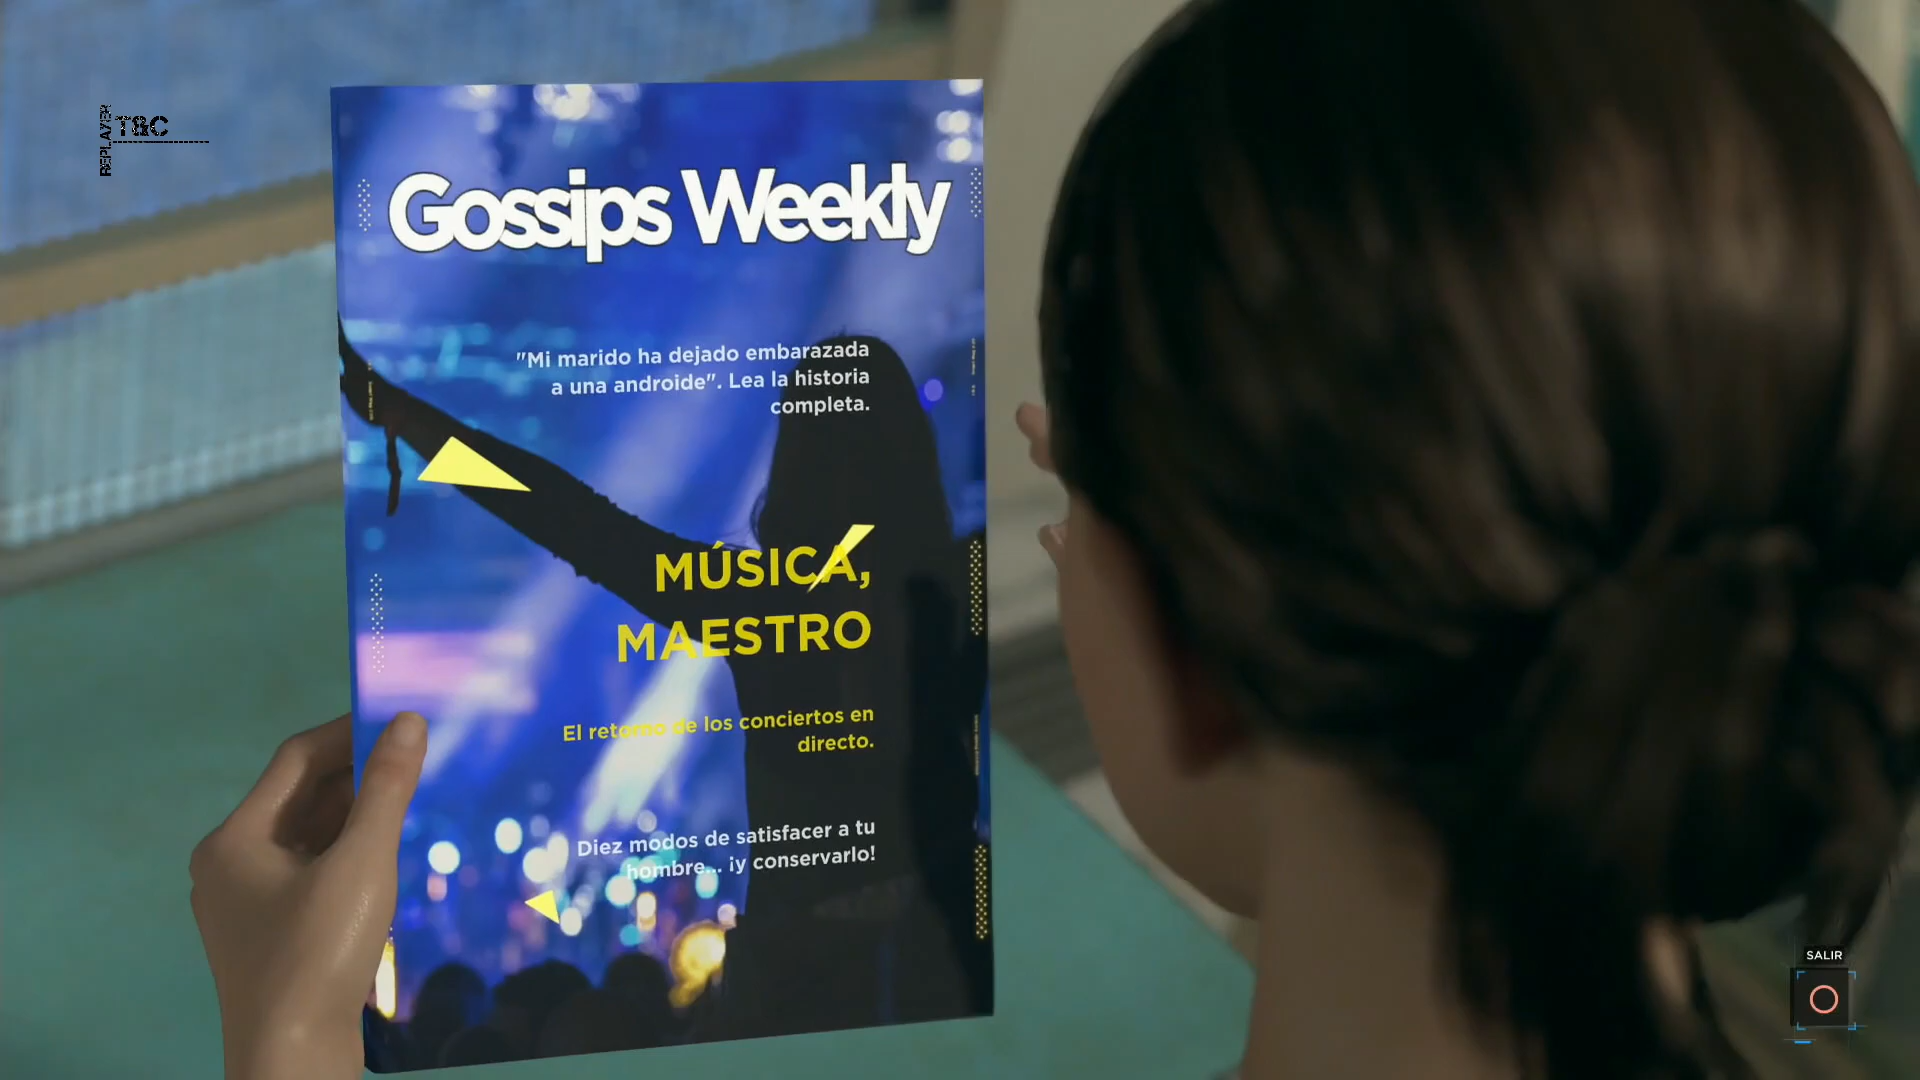 REPLAYER
T&C
Gossips Weekly
"Mi marido ha dejado embarazada
a una androide". Lea la historia
completa.
MÚSICA,
MAESTRO
El retorno de los conciertos en
directo.
Diez modos de satisfacer a tu
hombre... ¡y conservarlo!
SALIR